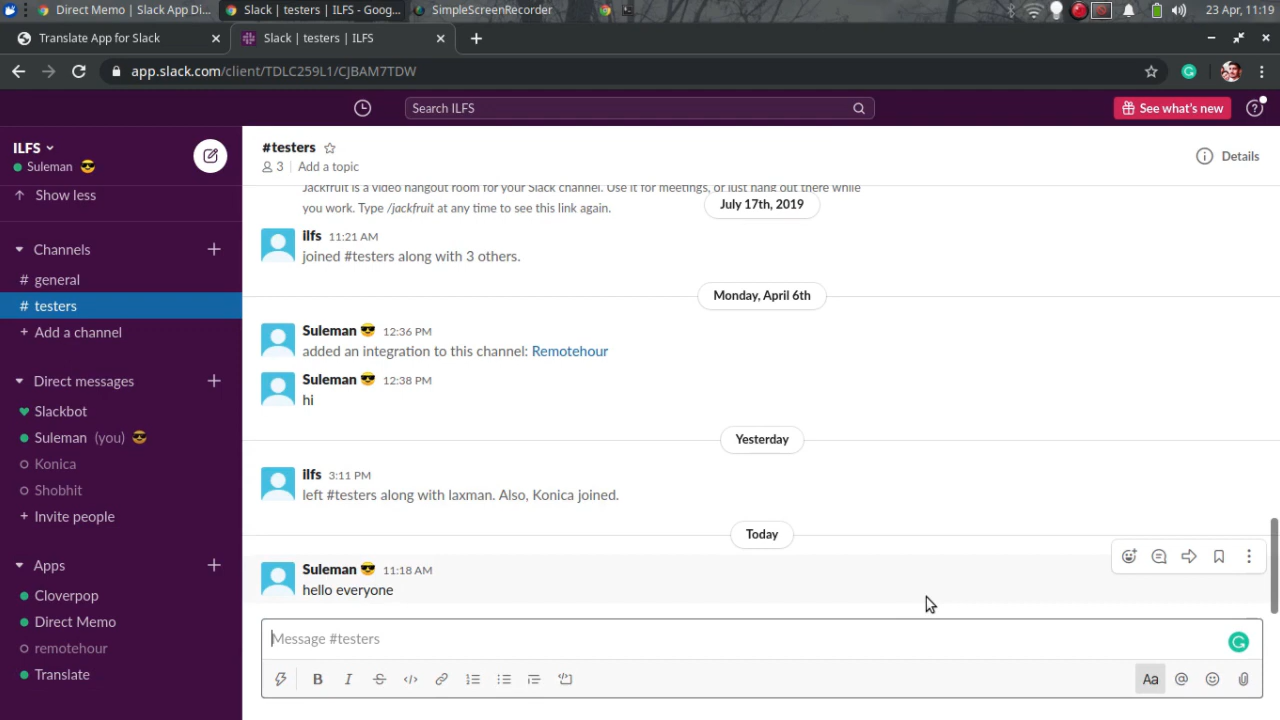 Direct Memo | Slack App Di...
Slack | testers | ILFS - Goog...
SimpleScreenRecorder
23 Apr, 11:19
Translate App for Slack
Slack | testers | ILFS
app.slack.com/client/TDLC259L1/CJBAM7TDW
Search ILFS
See what's new
ILFS
Suleman
Show less
Channels
# general
# testers
+ Add a channel
Direct messages
Slackbot
Suleman (you)
Konica
Shobhit
+ Invite people
Apps
Cloverpop
Direct Memo
remotehour
Translate
#testers
3 Add a topic
Details
Jackfruit is a video hangout room for your Slack channel. Use it for meetings, or just hang out there while
you work. Type /jackfruit at any time to see this link again.
July 17th, 2019
ilfs 11:21 AM
joined #testers along with 3 others.
Monday, April 6th
Suleman 12:36 PM
added an integration to this channel: Remotehour
Suleman 12:38 PM
hi
Yesterday
ilfs 3:11 PM
left #testers along with laxman. Also, Konica joined.
Today
Suleman 11:18 AM
hello everyone
Message #testers
B I S </> Aa @